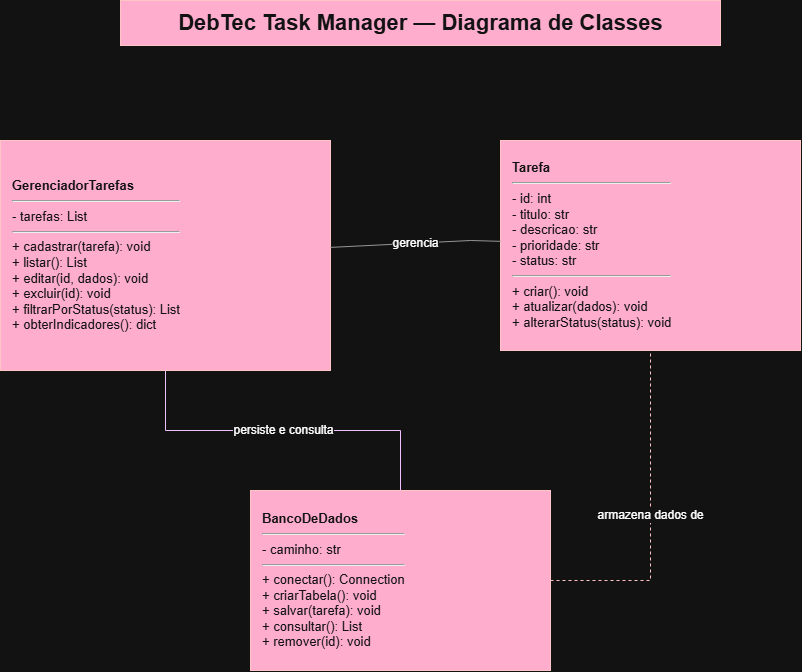 DebTec Task Manager — Diagrama de Classes
GerenciadorTarefas
- tarefas: List
+ cadastrar(tarefa): void
+ listar(): List
+ editar(id, dados): void
+ excluir(id): void
+ filtrarPorStatus(status): List
+ obterIndicadores(): dict
gerencia
Tarefa
- id: int
- titulo: str
- descricao: str
- prioridade: str
- status: str
+ criar(): void
+ atualizar(dados): void
+ alterarStatus(status): void
persiste e consulta
armazena dados de
BancoDeDados
- caminho: str
+ conectar(): Connection
+ criarTabela(): void
+ salvar(tarefa): void
+ consultar(): List
+ remover(id): void